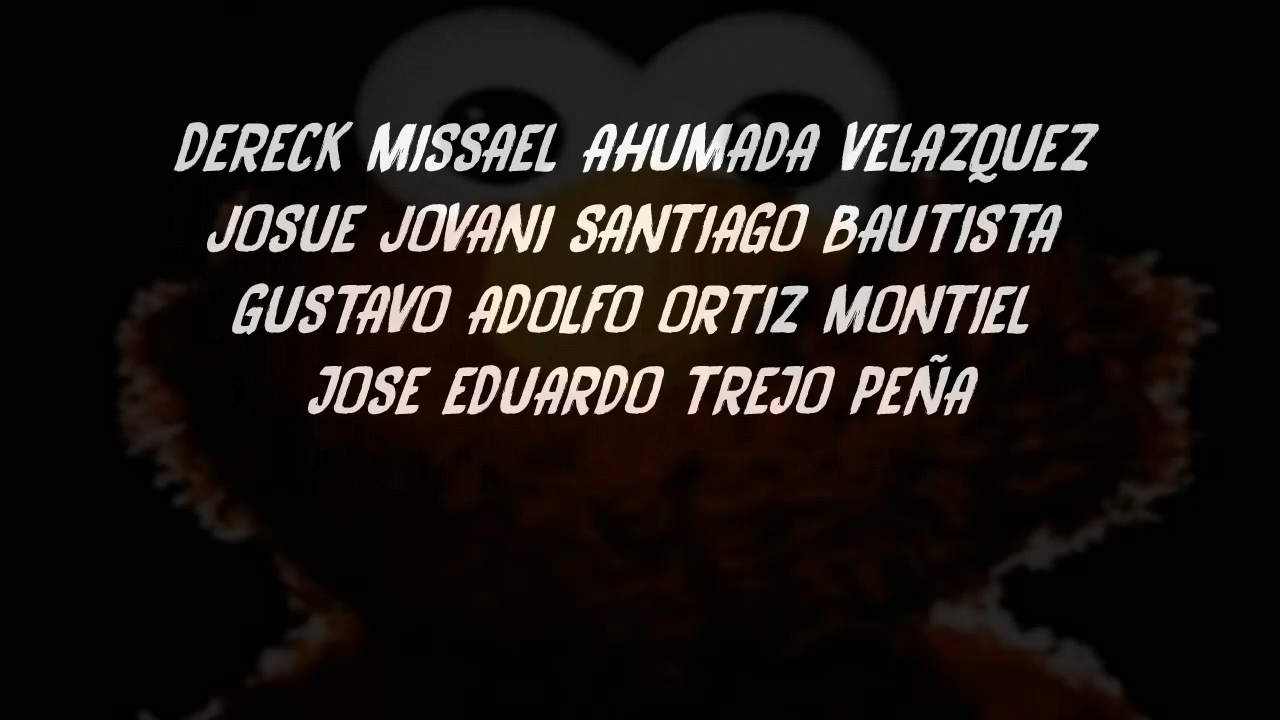 DERECK MISSAEL AHUMADA VELAZQUEZ
JOSUE JOVANI SANTIAGO BAUTISTA
GUSTAVO ADOLFO ORTIZ MONTIEL
JOSE EDUARDO TREJO PEÑA